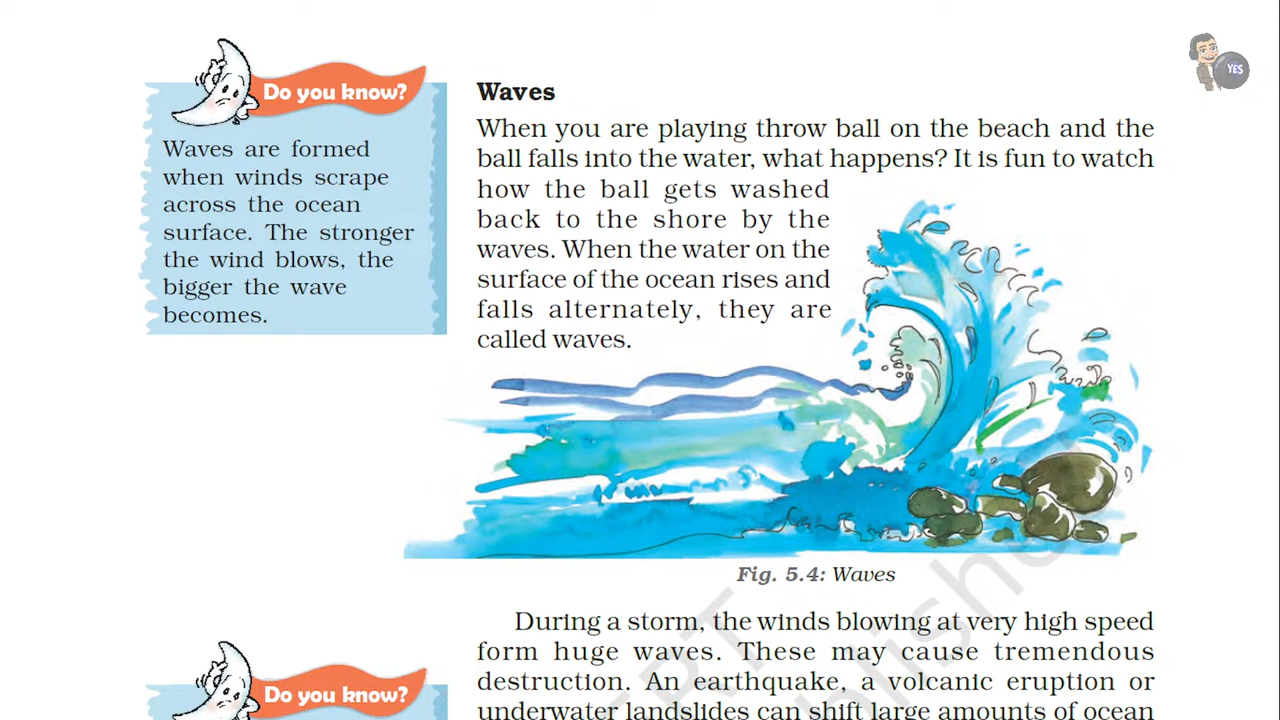 Do you know?
Waves are formed
when winds scrape
across the ocean
surface. The stronger
the wind blows, the
bigger the wave
becomes.
YES
Waves
When you are playing throw ball on the beach and the
ball falls into the water, what happens? It is fun to watch
how the ball gets washed
back to the shore by the
waves. When the water on the
surface of the ocean rises and
falls alternately, they are
called waves.
Fig. 5.4: Waves
During a storm, the winds blowing at very high speed
form huge waves. These may cause tremendous
destruction. An earthquake, a volcanic eruption or
underwater landslides can shift large amounts of ocean
Do you know?